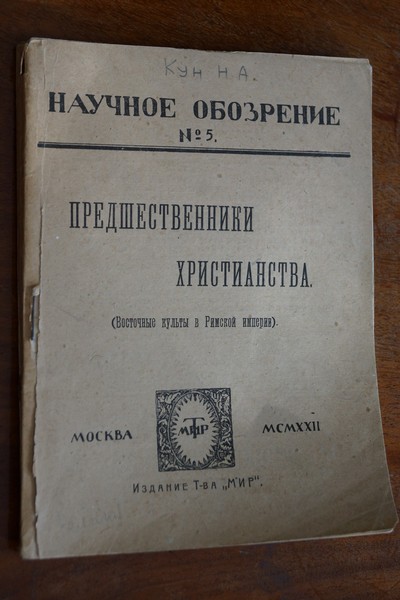 Кун Н.А.
НАУЧНОЕ ОБОЗРЕНИЕ
№ 5.
ПРЕДШЕСТВЕННИКИ
ХРИСТИАНСТВА.
(Восточные культы в Римской империи).
МОСКВА
Т
МИР
MCMXXII
Издание Т-ва „МИР".